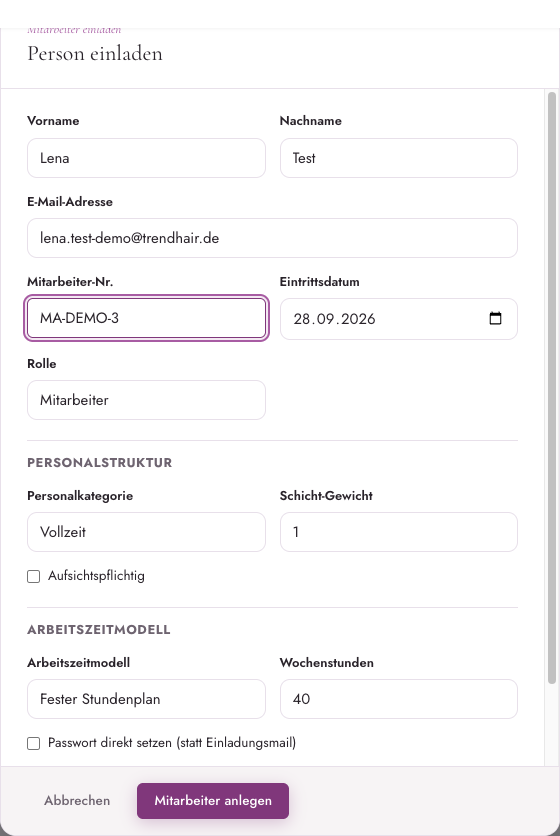 Mitarbeiter einladen
Person einladen
Vorname
Nachname
Lena
Test
E-Mail-Adresse
lena.test-demo@trendhair.de
Mitarbeiter-Nr.
Eintrittsdatum
MA-DEMO-3
28.09.2026
Rolle
Mitarbeiter
PERSONALSTRUKTUR
Personalkategorie
Schicht-Gewicht
Vollzeit
1
Aufsichtspflichtig
ARBEITSZEITMODELL
Arbeitszeitmodell
Wochenstunden
Fester Stundenplan
40
Passwort direkt setzen (statt Einladungsmail)
Abbrechen
Mitarbeiter anlegen